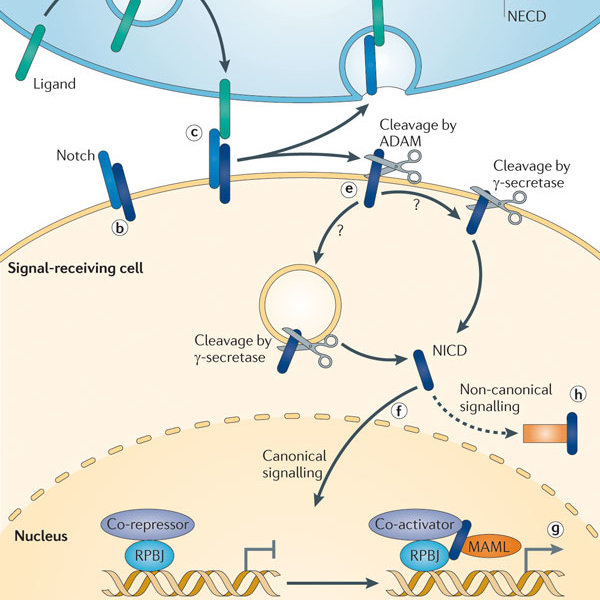 NECD
Ligand
c
Cleavage by
ADAM
Notch
Cleavage by
γ-secretase
e
?
?
b
Signal-receiving cell
Cleavage by
γ-secretase
NICD
Non-canonical
signalling
h
f
Canonical
signalling
Nucleus
Co-repressor
RPBJ
Co-activator
RPBJ
MAML
g